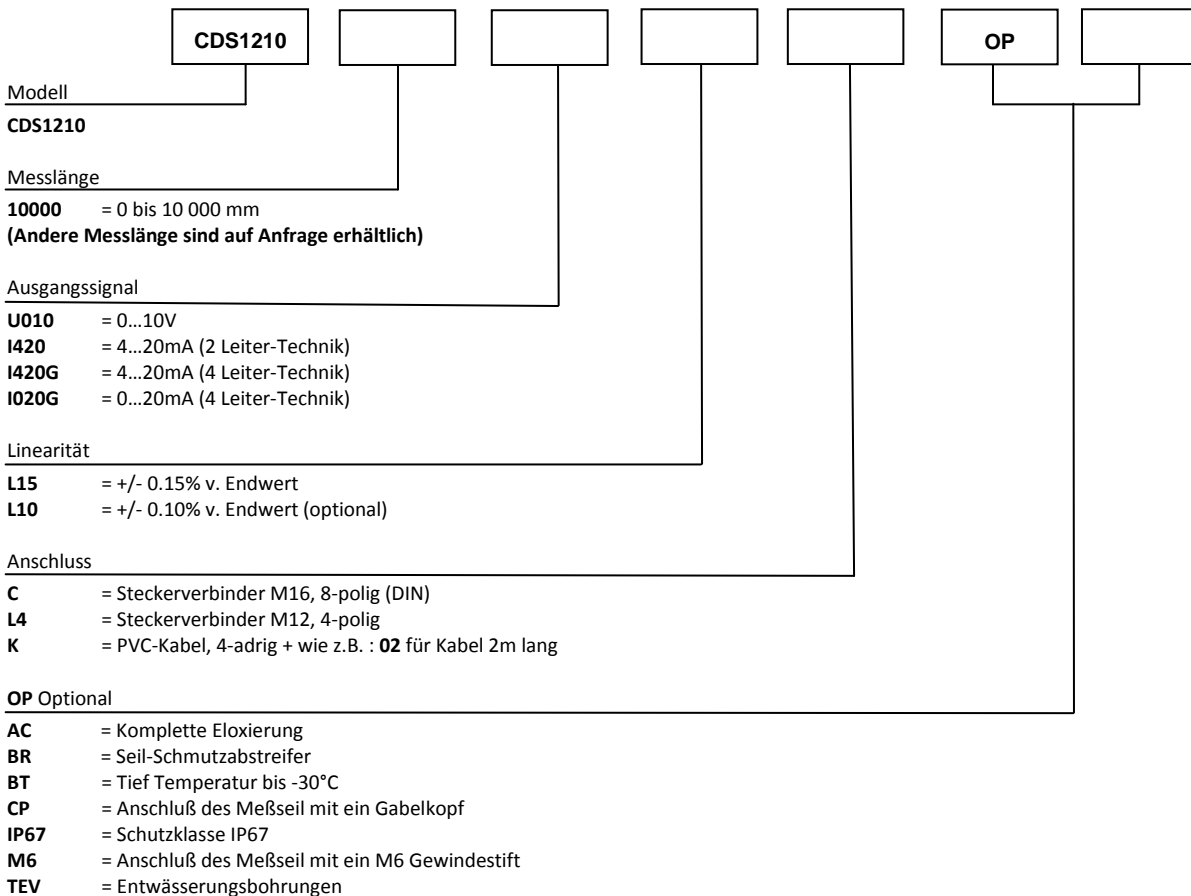 CDS1210 OP
Modell
CDS1210
Messlänge
10000 = 0 bis 10 000 mm
(Andere Messlänge sind auf Anfrage erhältlich)
Ausgangssignal
U010 = 0...10V
I420 = 4...20mA (2 Leiter-Technik)
I420G = 4...20mA (4 Leiter-Technik)
I020G = 0...20mA (4 Leiter-Technik)
Linearität
L15 = +/- 0.15% v. Endwert
L10 = +/- 0.10% v. Endwert (optional)
Anschluss
C = Steckerverbinder M16, 8-polig (DIN)
L4 = Steckerverbinder M12, 4-polig
K = PVC-Kabel, 4-adrig + wie z.B. : 02 für Kabel 2m lang
OP Optional
AC = Komplette Eloxierung
BR = Seil-Schmutzabstreifer
BT = Tief Temperatur bis -30°C
CP = Anschluß des Meßseil mit ein Gabelkopf
IP67 = Schutzklasse IP67
M6 = Anschluß des Meßseil mit ein M6 Gewindestift
TEV = Entwässerungsbohrungen